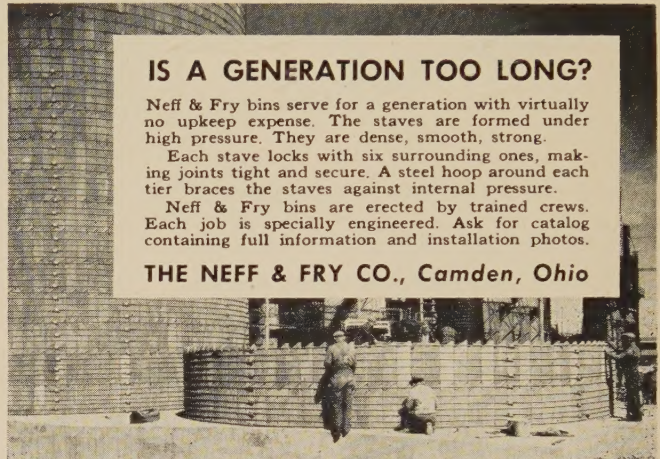 IS A GENERATION TOO LONG?
Neff & Fry bins serve for a generation with virtually
no upkeep expense. The staves are formed under
high pressure. They are dense, smooth, strong.
Each stave locks with six surrounding ones, mak-
ing joints tight and secure. A steel hoop around each
tier braces the staves against internal pressure.
Neff & Fry bins are erected by trained crews.
Each job is specially engineered. Ask for catalog
containing full information and installation photos.
THE NEFF & FRY CO., Camden, Ohio